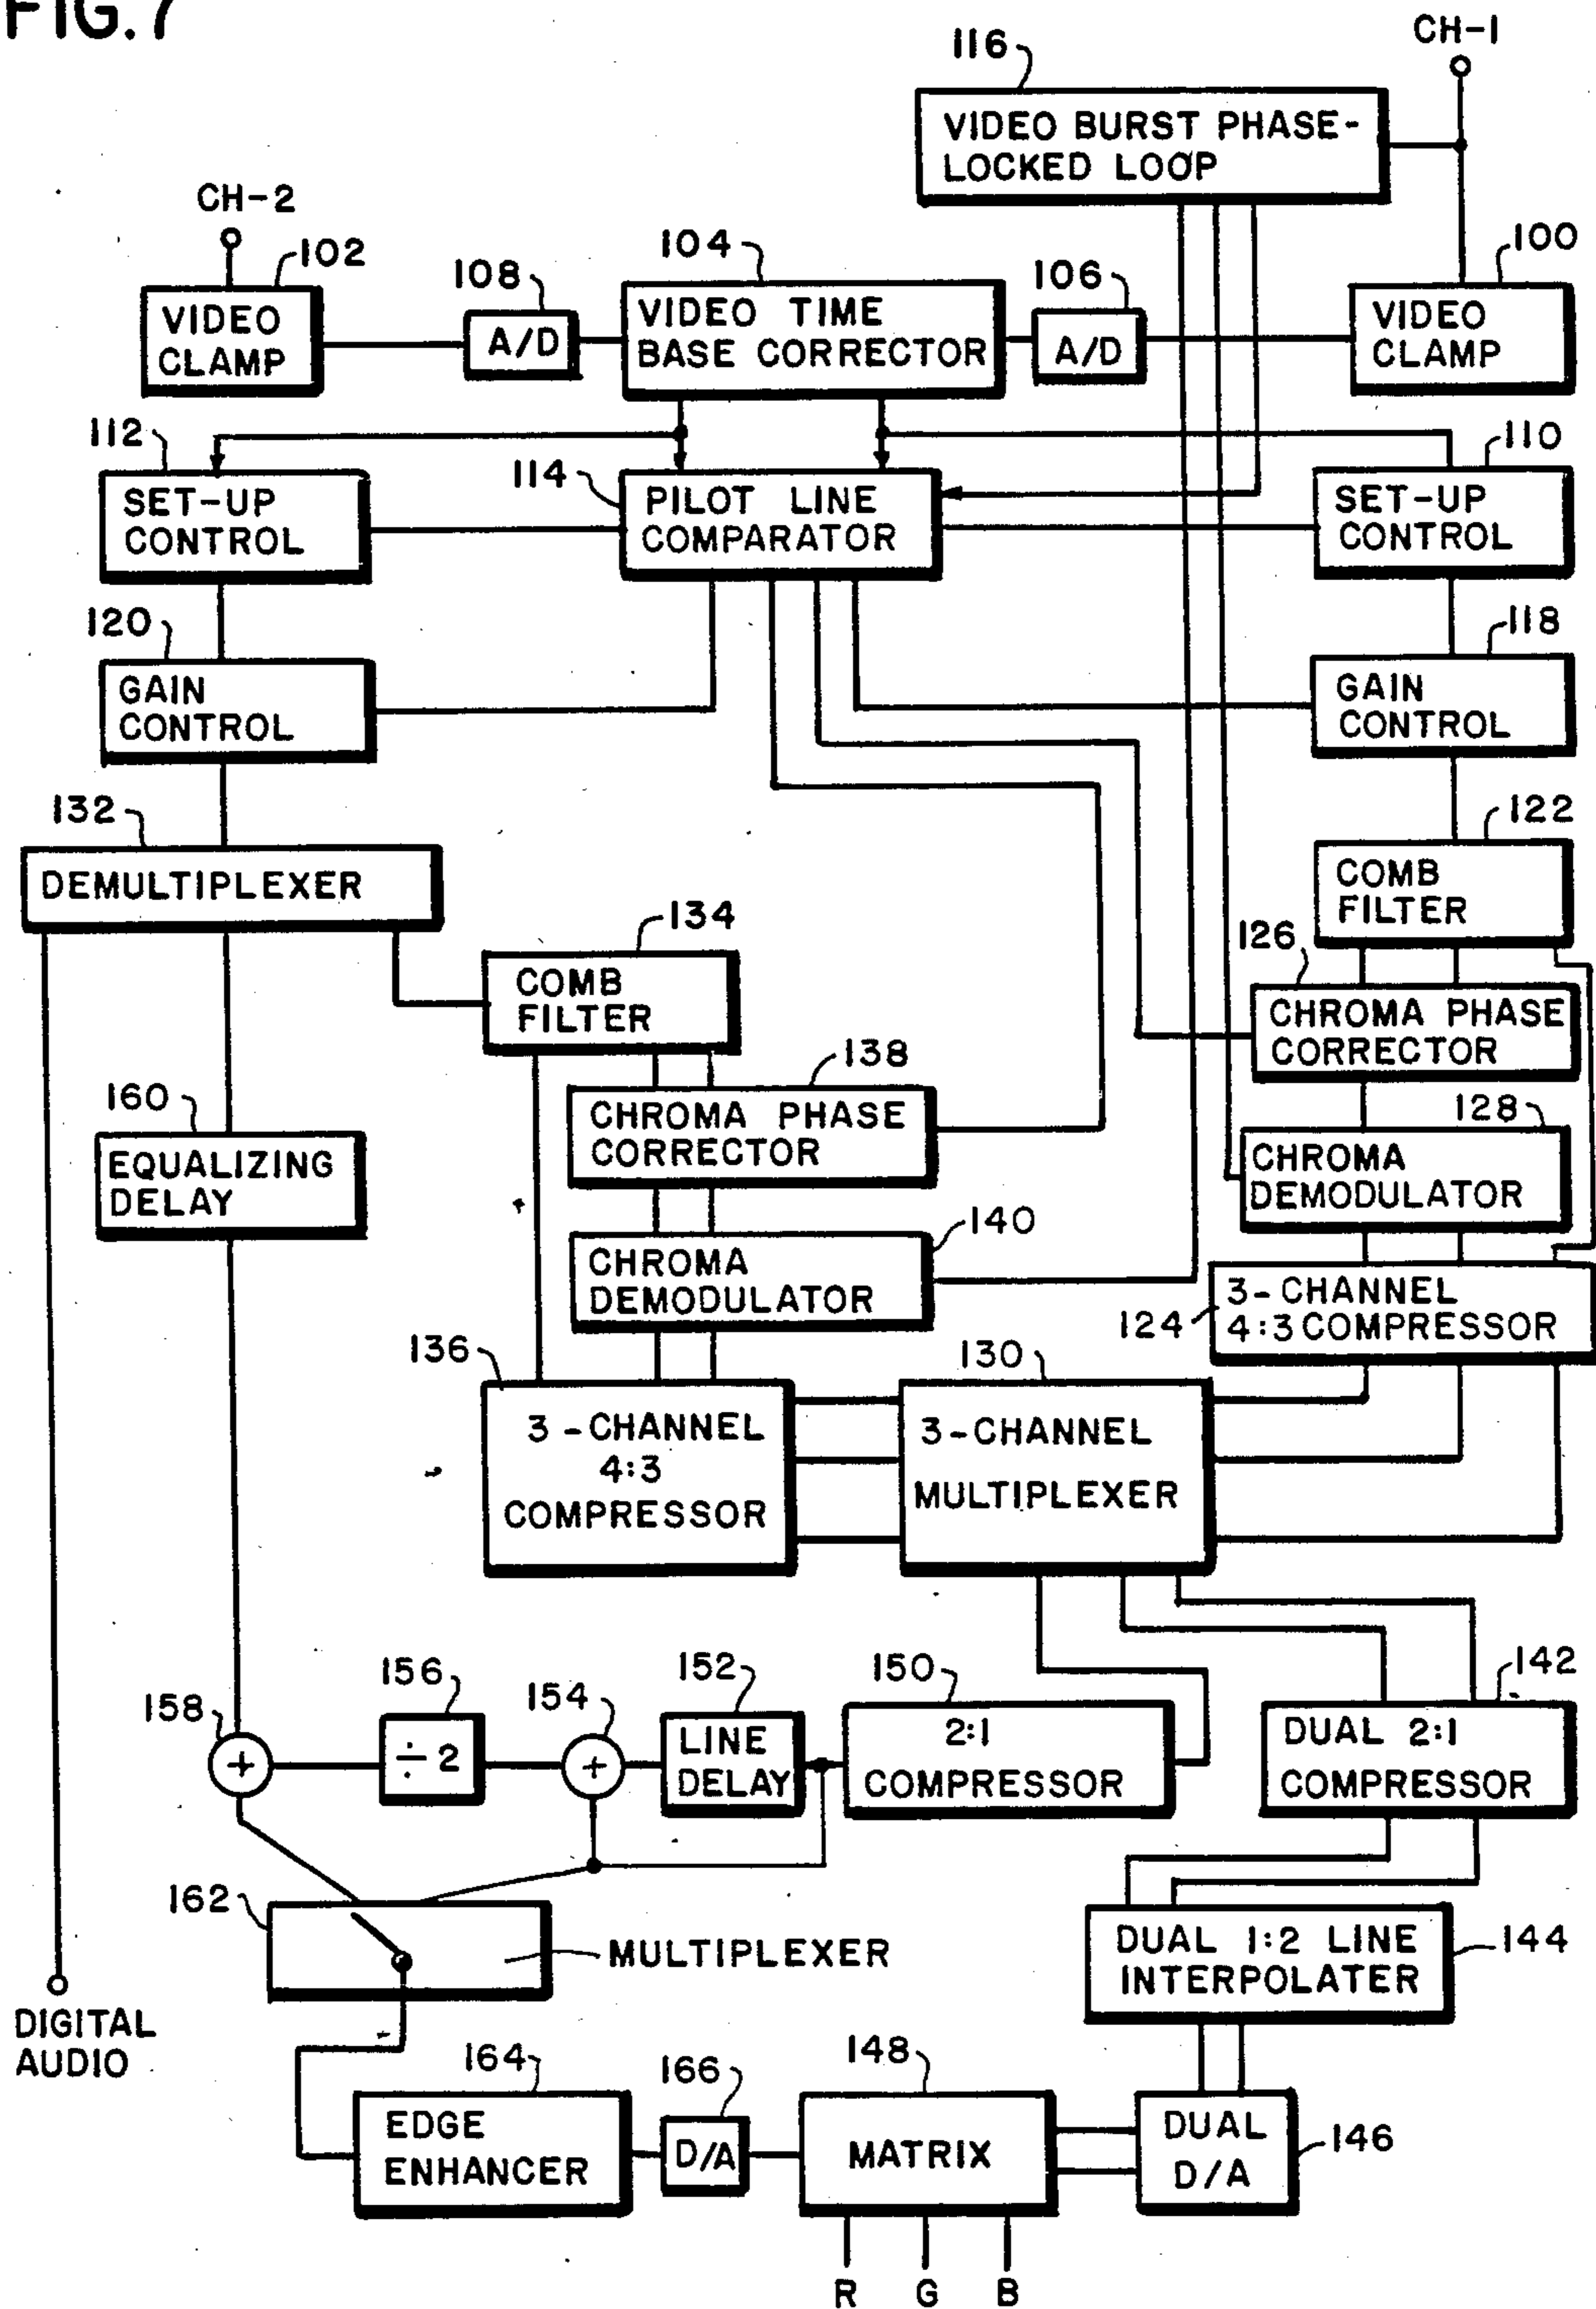 FIG. 7
CH-1
116
VIDEO BURST PHASE-
LOCKED LOOP
CH-2
102
VIDEO
CLAMP
108
A/D
104
VIDEO TIME
BASE CORRECTOR
106
A/D
100
VIDEO
CLAMP
112
SET-UP
CONTROL
114
PILOT LINE
COMPARATOR
110
SET-UP
CONTROL
120
GAIN
CONTROL
118
GAIN
CONTROL
132
DEMULTIPLEXER
122
COMB
FILTER
134
COMB
FILTER
126
CHROMA PHASE
CORRECTOR
138
CHROMA PHASE
CORRECTOR
160
EQUALIZING
DELAY
128
CHROMA
DEMODULATOR
140
CHROMA
DEMODULATOR
124
3-CHANNEL
4:3 COMPRESSOR
136
3-CHANNEL
4:3
COMPRESSOR
130
3-CHANNEL
MULTIPLEXER
158
+
156
÷2
154
+
152
LINE
DELAY
150
2:1
COMPRESSOR
142
DUAL 2:1
COMPRESSOR
162
MULTIPLEXER
DUAL 1:2 LINE
INTERPOLATER
144
DIGITAL
AUDIO
164
EDGE
ENHANCER
166
D/A
148
MATRIX
DUAL
D/A
146
R G B